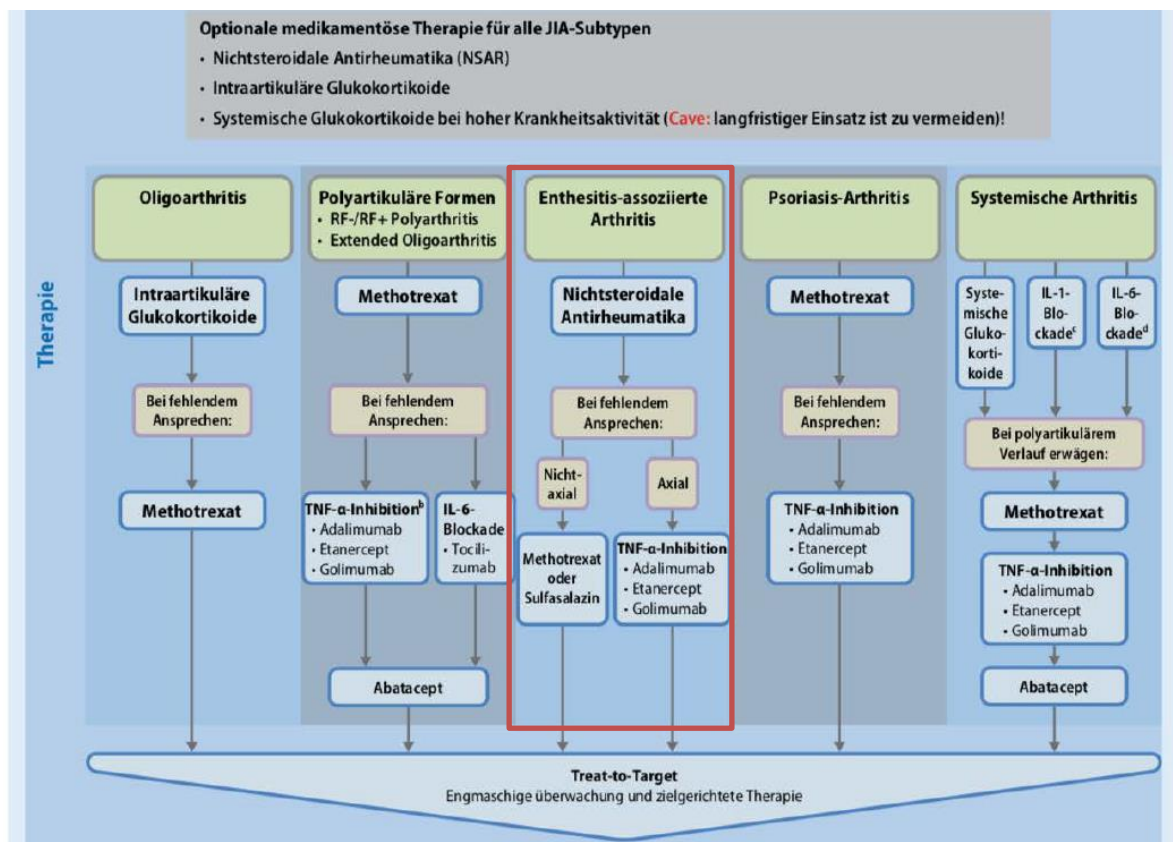 Optionale medikamentöse Therapie für alle JIA-Subtypen
• Nichtsteroidale Antirheumatika (NSAR)
• Intraartikuläre Glukokortikoide
• Systemische Glukokortikoide bei hoher Krankheitsaktivität (Cave: langfristiger Einsatz ist zu vermeiden)!
Therapie
Oligoarthritis
Intraartikuläre
Glukokortikoide
Bei fehlendem
Ansprechen:
Methotrexat
Polyartikuläre Formen
• RF-/RF+ Polyarthritis
• Extended Oligoarthritis
Methotrexat
Bei fehlendem
Ansprechen:
TNF-α-Inhibition b
• Adalimumab
• Etanercept
• Golimumab
IL-6-
Blockade
• Tocili-
zumab
Abatacept
Enthesitis-assoziierte
Arthritis
Nichtsteroidale
Antirheumatika
Bei fehlendem
Ansprechen:
Nicht-
axial
Methotrexat
oder
Sulfasalazin
Axial
TNF-α-Inhibition
• Adalimumab
• Etanercept
• Golimumab
Psoriasis-Arthritis
Methotrexat
Bei fehlendem
Ansprechen:
TNF-α-Inhibition
• Adalimumab
• Etanercept
• Golimumab
Systemische Arthritis
Syste-
mische
Gluko-
korti-
koide
IL-1-
Blo-
ckade c
IL-6-
Blo-
ckade d
Bei polyartikulärem
Verlauf erwägen:
Methotrexat
TNF-α-Inhibition
• Adalimumab
• Etanercept
• Golimumab
Abatacept
Treat-to-Target
Engmaschige überwachung und zielgerichtete Therapie